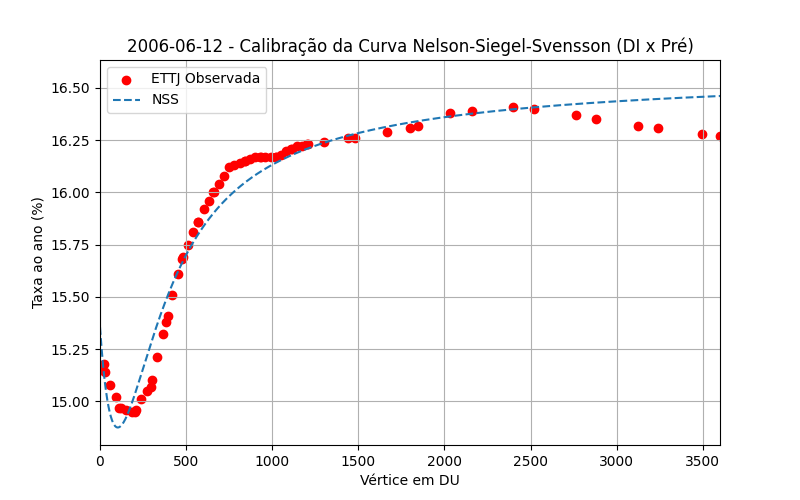 2006-06-12 - Calibração da Curva Nelson-Siegel-Svensson (DI x Pré)
ETTJ Observada
NSS
Taxa ao ano (%)
16.50
16.25
16.00
15.75
15.50
15.25
15.00
0 500 1000 1500 2000 2500 3000 3500
Vértice em DU